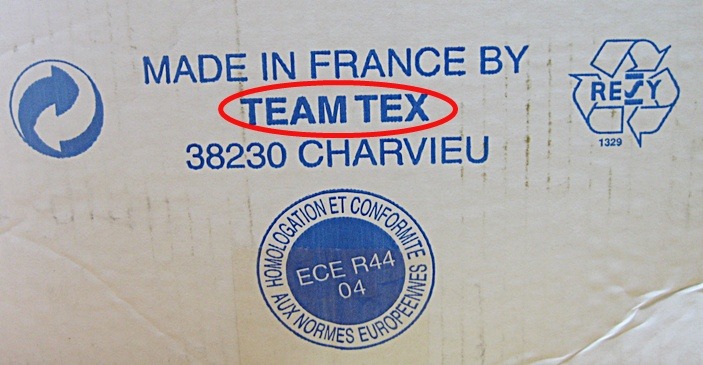 MADE IN FRANCE BY
TEAM TEX
38230 CHARVIEU
RESY
1329
HOMOLOGATION ET CONFORMITE
AUX NORMES EUROPEENNES
ECE R44
04